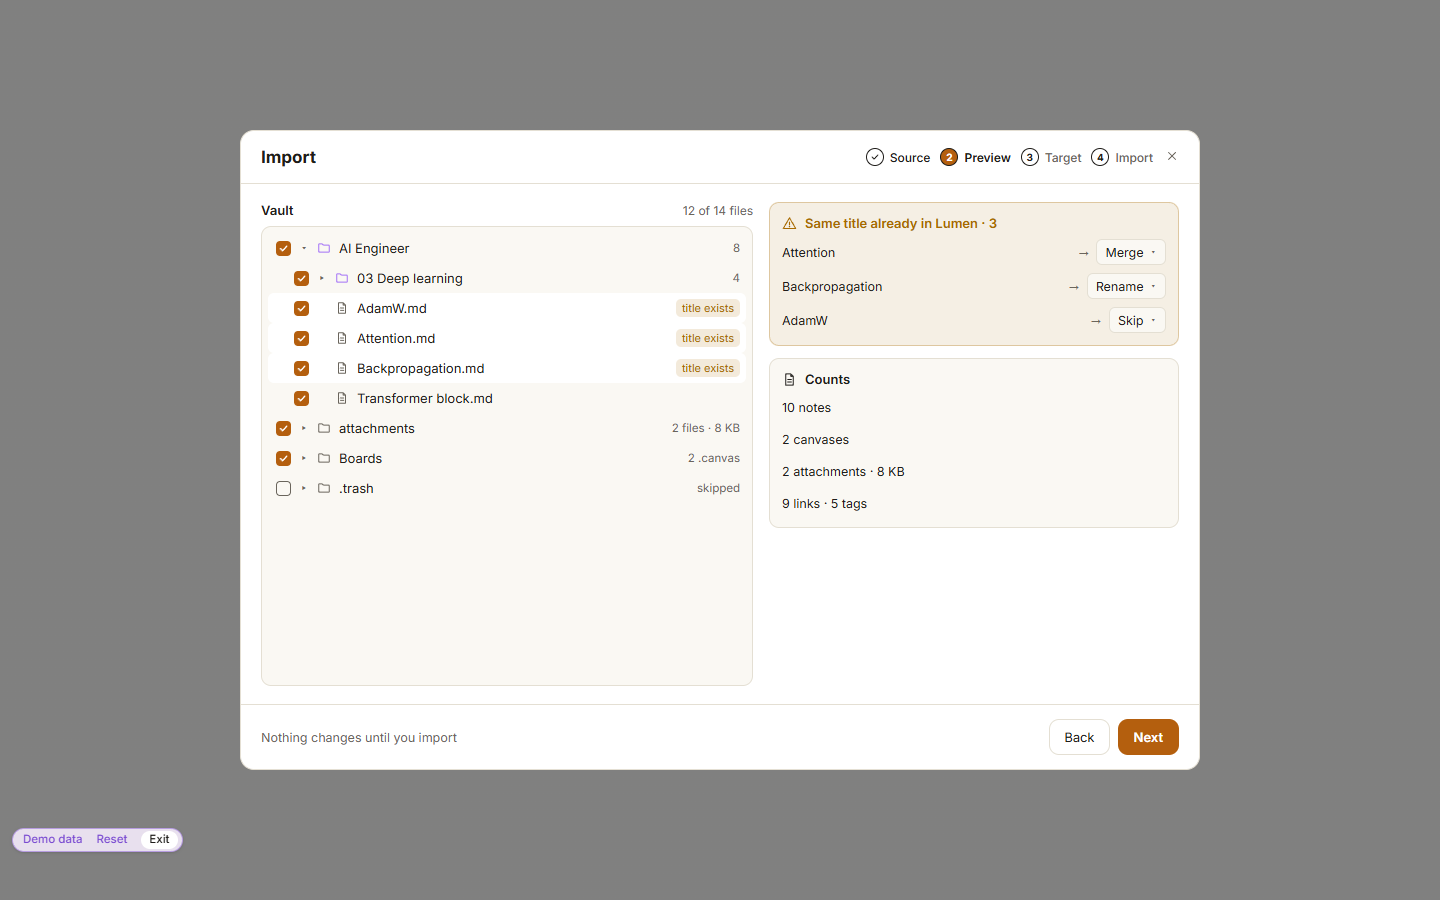 Import
Source
2 Preview
3 Target
4 Import
Vault
12 of 14 files
AI Engineer
8
03 Deep learning
4
AdamW.md
title exists
Attention.md
title exists
Backpropagation.md
title exists
Transformer block.md
attachments
2 files · 8 KB
Boards
2 .canvas
.trash
skipped
Same title already in Lumen · 3
Attention
→ Merge
Backpropagation
→ Rename
AdamW
→ Skip
Counts
10 notes
2 canvases
2 attachments · 8 KB
9 links · 5 tags
Nothing changes until you import
Back
Next
Demo data
Reset
Exit